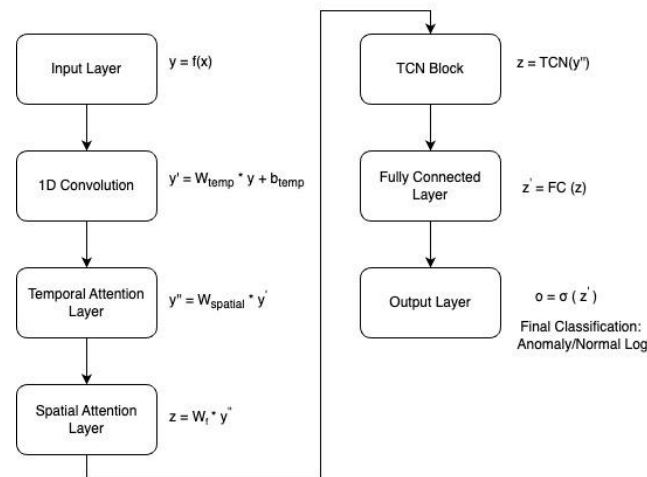 Input Layer
y = f(x)
1D Convolution
y' = W_temp * y + b_temp
Temporal Attention
Layer
y" = W_spatial * y'
Spatial Attention
Layer
z = W_f * y"
TCN Block
z = TCN(y")
Fully Connected
Layer
z' = FC (z)
Output Layer
o = σ ( z' )
Final Classification:
Anomaly/Normal Log